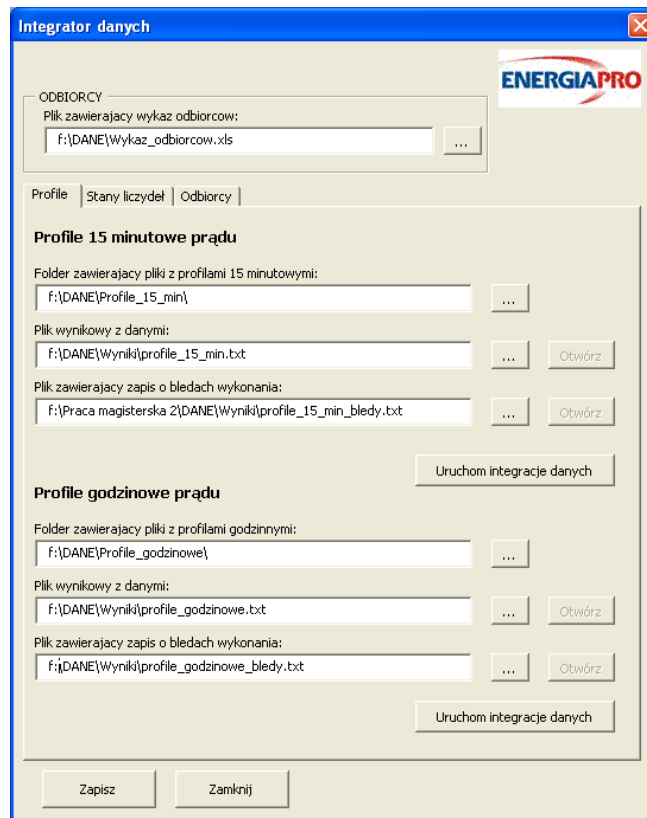 Integrator danych
ENERGIAPRO
ODBIORCY
Plik zawierający wykaz odbiorcow:
f:\DANE\Wykaz_odbiorcow.xls
...
Profile
Stany liczydeł
Odbiorcy
Profile 15 minutowe prądu
Folder zawierajacy pliki z profilami 15 minutowymi:
f:\DANE\Profile_15_min\
...
Plik wynikowy z danymi:
f:\DANE\Wyniki\profile_15_min.txt
...
Otwórz
Plik zawierajacy zapis o bledach wykonania:
f:\Praca magisterska 2\DANE\Wyniki\profile_15_min_bledy.txt
...
Otwórz
Uruchom integracje danych
Profile godzinowe prądu
Folder zawierajacy pliki z profilami godzinnymi:
f:\DANE\Profile_godzinowe\
...
Plik wynikowy z danymi:
f:\DANE\Wyniki\profile_godzinowe.txt
...
Otwórz
Plik zawierajacy zapis o bledach wykonania:
f:\DANE\Wyniki\profile_godzinowe_bledy.txt
...
Otwórz
Uruchom integracje danych
Zapisz
Zamknij